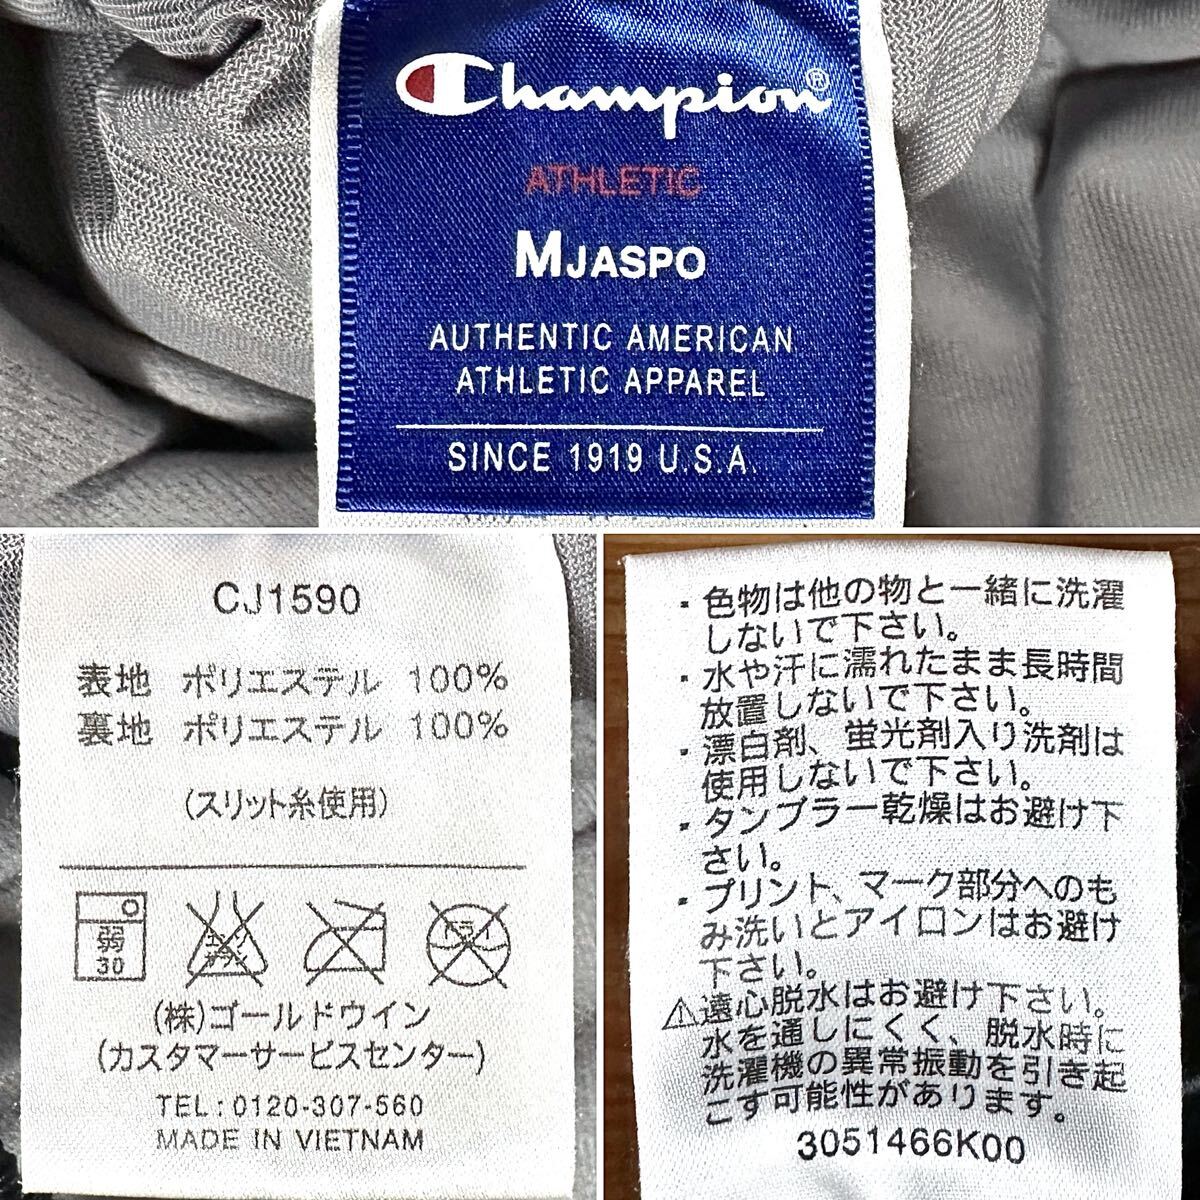 Champion®
ATHLETIC
MJASPO
AUTHENTIC AMERICAN
ATHLETIC APPAREL
SINCE 1919 U.S.A.
CJ1590
表地 ポリエステル 100%
裏地 ポリエステル 100%
(スリット糸使用)
弱
30
エンソ
サラシ
ドライ
(株)ゴールドウイン
(カスタマーサービスセンター)
TEL:0120-307-560
MADE IN VIETNAM
・色物は他の物と一緒に洗濯
しないで下さい。
・水や汗に濡れたまま長時間
放置しないで下さい。
・漂白剤、蛍光剤入り洗剤は
使用しないで下さい。
・タンブラー乾燥はお避け下
さい。
・プリント、マーク部分へのも
み洗いとアイロンはお避け
下さい。
⚠遠心脱水はお避け下さい。
水を通しにくく、脱水時に
洗濯機の異常振動を引き起
こす可能性があります。
3051466K00